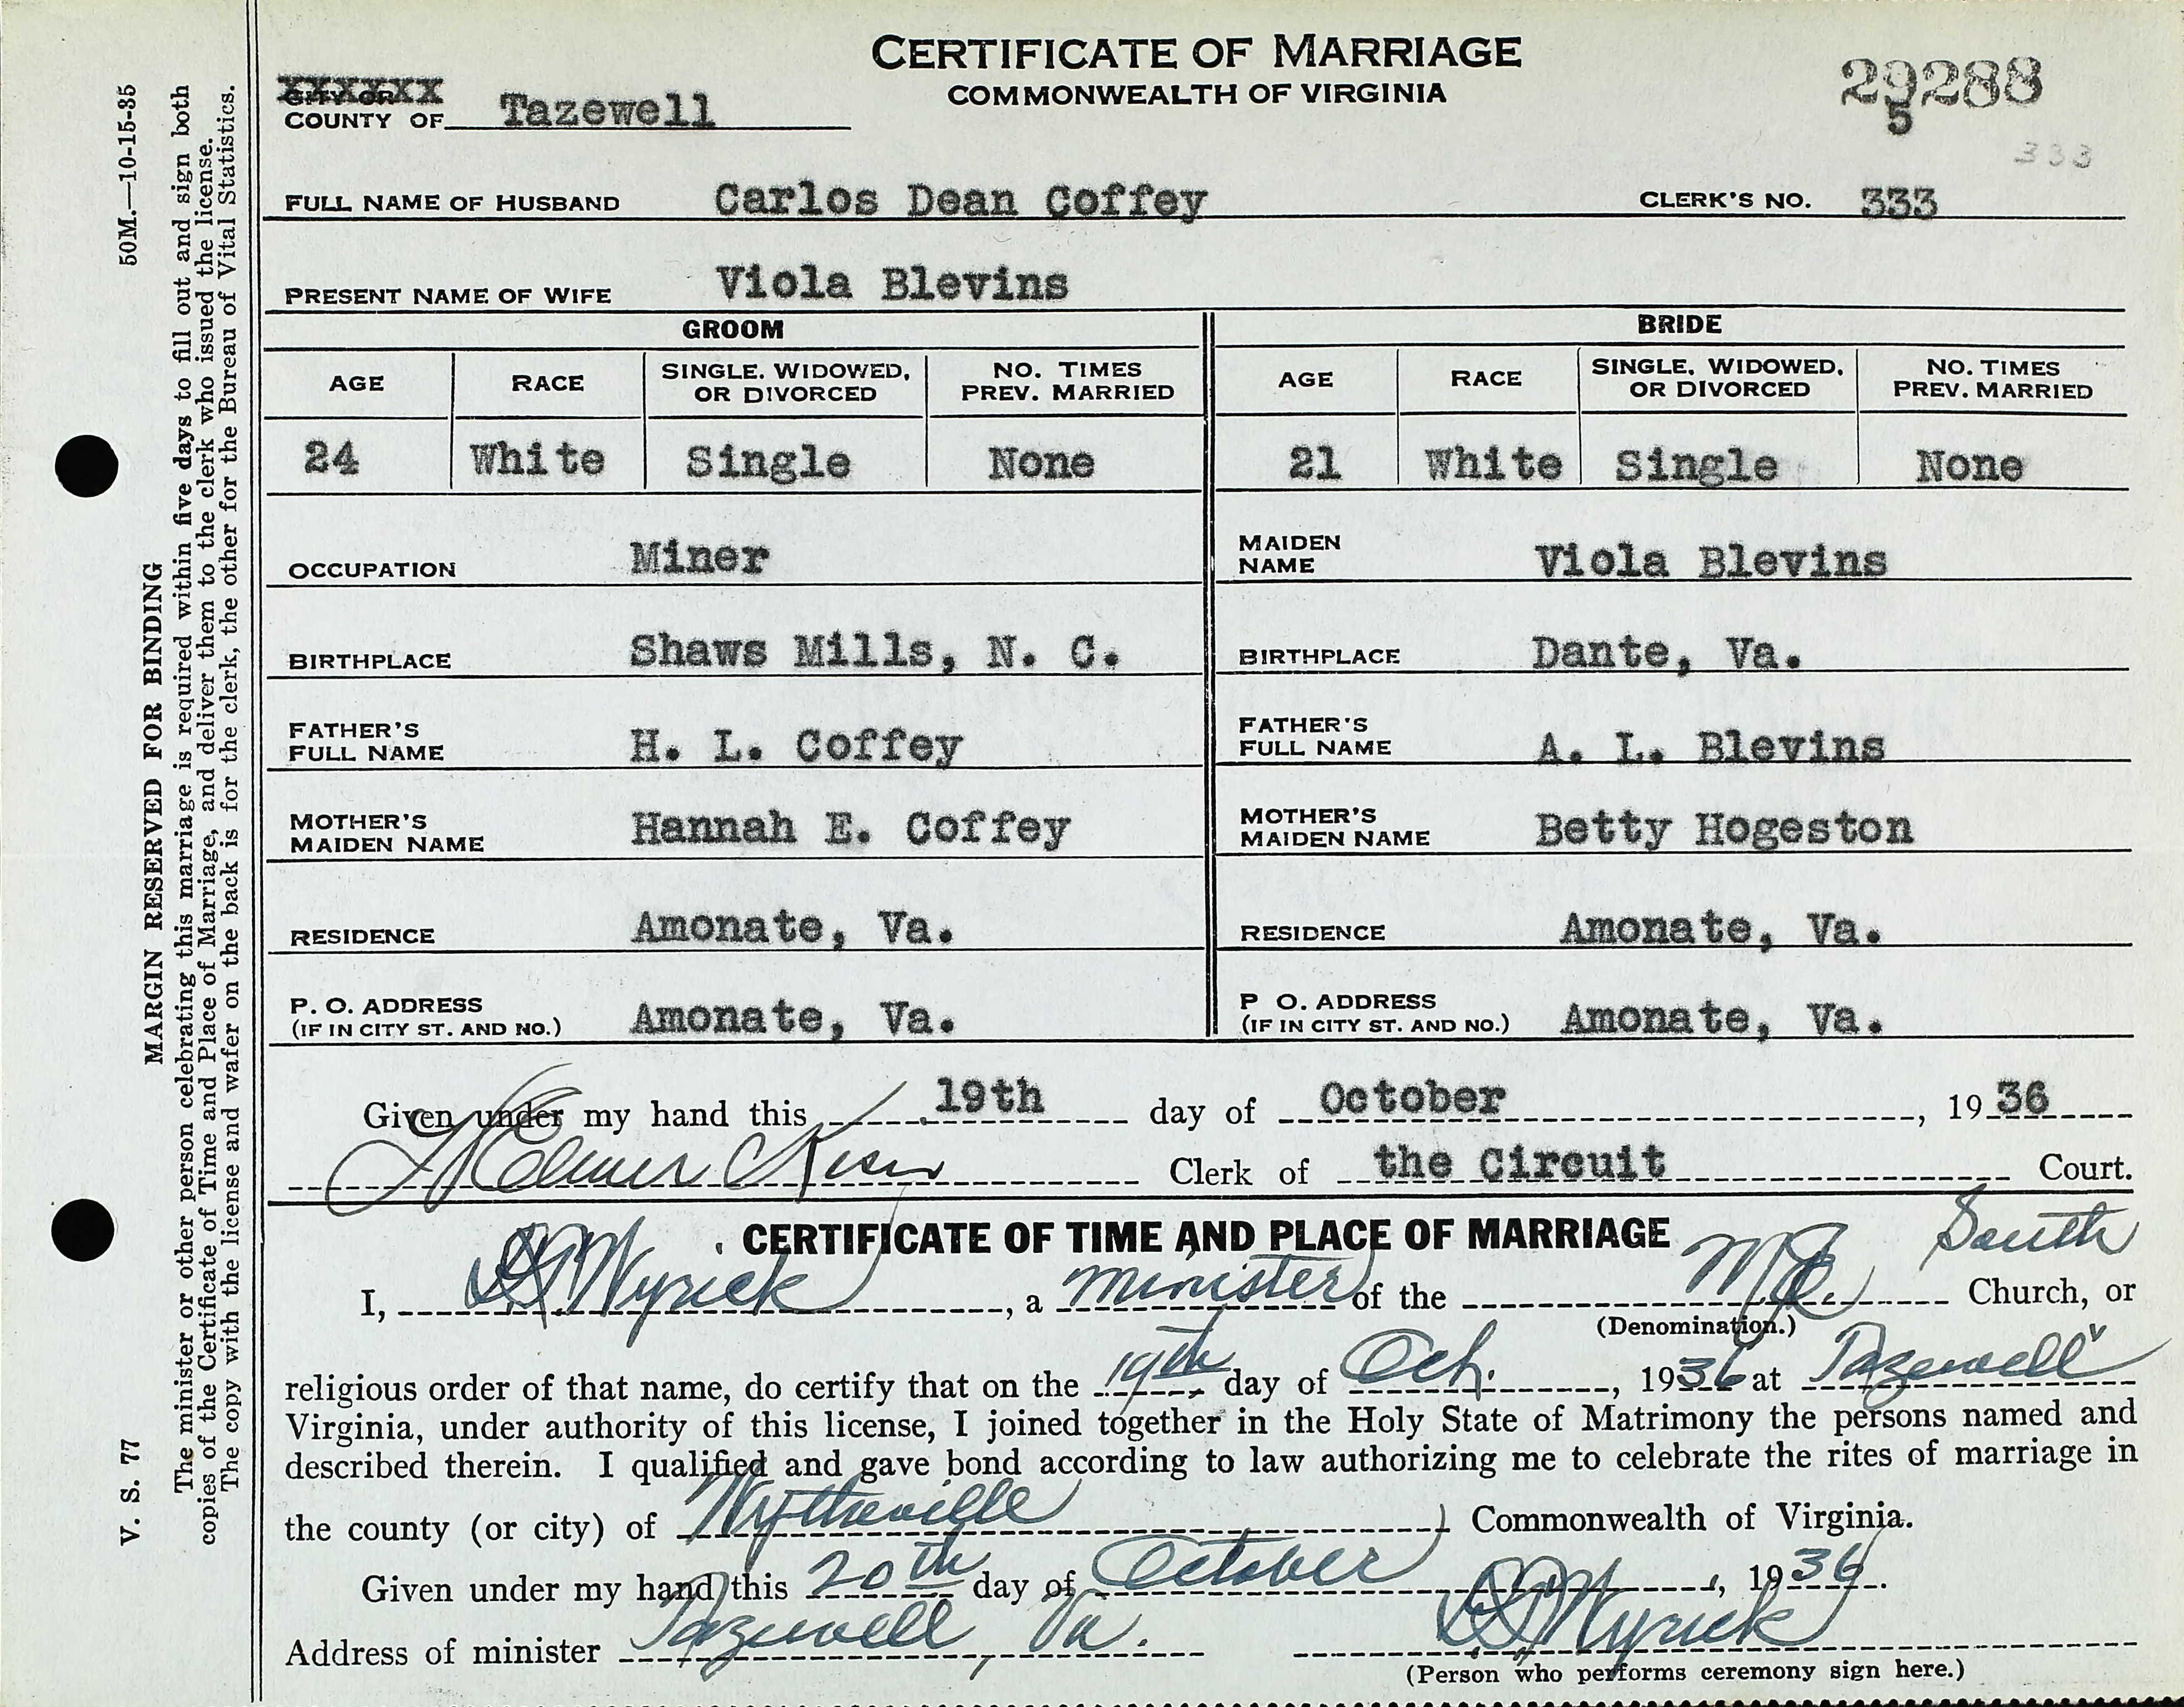 CERTIFICATE OF MARRIAGE
COMMONWEALTH OF VIRGINIA
29288
5
333
XXXXXX
CITY OR
COUNTY OF Tazewell
FULL NAME OF HUSBAND Carlos Dean Coffey CLERK'S NO. 333
PRESENT NAME OF WIFE Viola Blevins
GROOM
BRIDE
AGE RACE SINGLE, WIDOWED, OR DIVORCED NO. TIMES PREV. MARRIED
AGE RACE SINGLE, WIDOWED, OR DIVORCED NO. TIMES PREV. MARRIED
24 White Single None
21 White Single None
OCCUPATION Miner
MAIDEN NAME Viola Blevins
BIRTHPLACE Shaws Mills, N. C.
BIRTHPLACE Dante, Va.
FATHER'S FULL NAME H. L. Coffey
FATHER'S FULL NAME A. L. Blevins
MOTHER'S MAIDEN NAME Hannah E. Coffey
MOTHER'S MAIDEN NAME Betty Hogeston
RESIDENCE Amonate, Va.
RESIDENCE Amonate, Va.
P. O. ADDRESS (IF IN CITY ST. AND NO.) Amonate, Va.
P O. ADDRESS (IF IN CITY ST. AND NO.) Amonate, Va.
Given under my hand this 19th day of October, 1936
Elmer Clerk of the Circuit Court.
CERTIFICATE OF TIME AND PLACE OF MARRIAGE
I, Wyrick, a minister of the M.E. South Church, or
(Denomination.)
religious order of that name, do certify that on the 19th day of Oct. , 1936 at Tazewell
Virginia, under authority of this license, I joined together in the Holy State of Matrimony the persons named and
described therein. I qualified and gave bond according to law authorizing me to celebrate the rites of marriage in
the county (or city) of Wytheville Commonwealth of Virginia.
Given under my hand this 20th day of October, 1936.
Address of minister Tazewell, Va. Wyrick
(Person who performs ceremony sign here.)
V. S. 77 50M.—10-15-35
MARGIN RESERVED FOR BINDING
The minister or other person celebrating this marriage is required within five days to fill out and sign both
copies of the Certificate of Time and Place of Marriage, and deliver them to the clerk who issued the license.
The copy with the license and wafer on the back is for the clerk, the other for the Bureau of Vital Statistics.